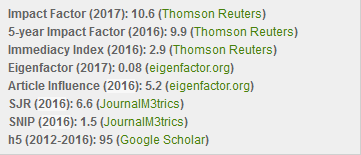 Impact Factor (2017): 10.6 (Thomson Reuters)
5-year Impact Factor (2016): 9.9 (Thomson Reuters)
Immediacy Index (2016): 2.9 (Thomson Reuters)
Eigenfactor (2017): 0.08 (eigenfactor.org)
Article Influence (2016): 5.2 (eigenfactor.org)
SJR (2016): 6.6 (JournalM3trics)
SNIP (2016): 1.5 (JournalM3trics)
h5 (2012-2016): 95 (Google Scholar)